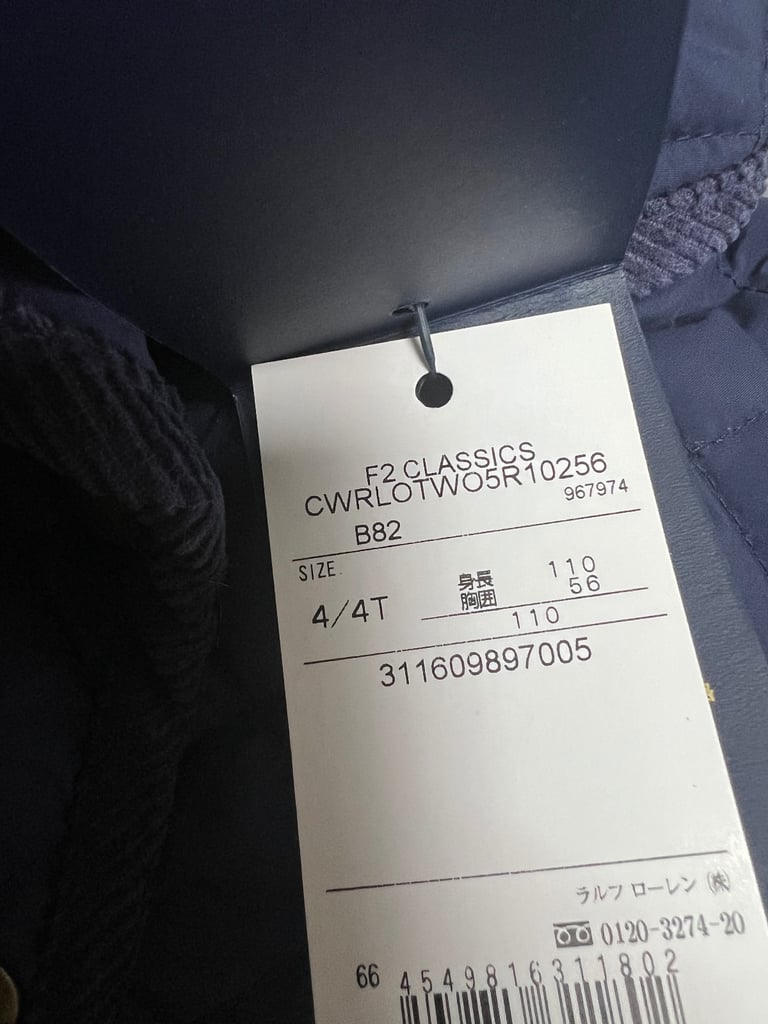 F2 CLASSICS
CWRLOTWO5R10256
967974
B82
SIZE
4/4T
身長 110
胸囲 56
110
311609897005
ラルフ ローレン ㈱
0120-3274-20
66 4549816311802